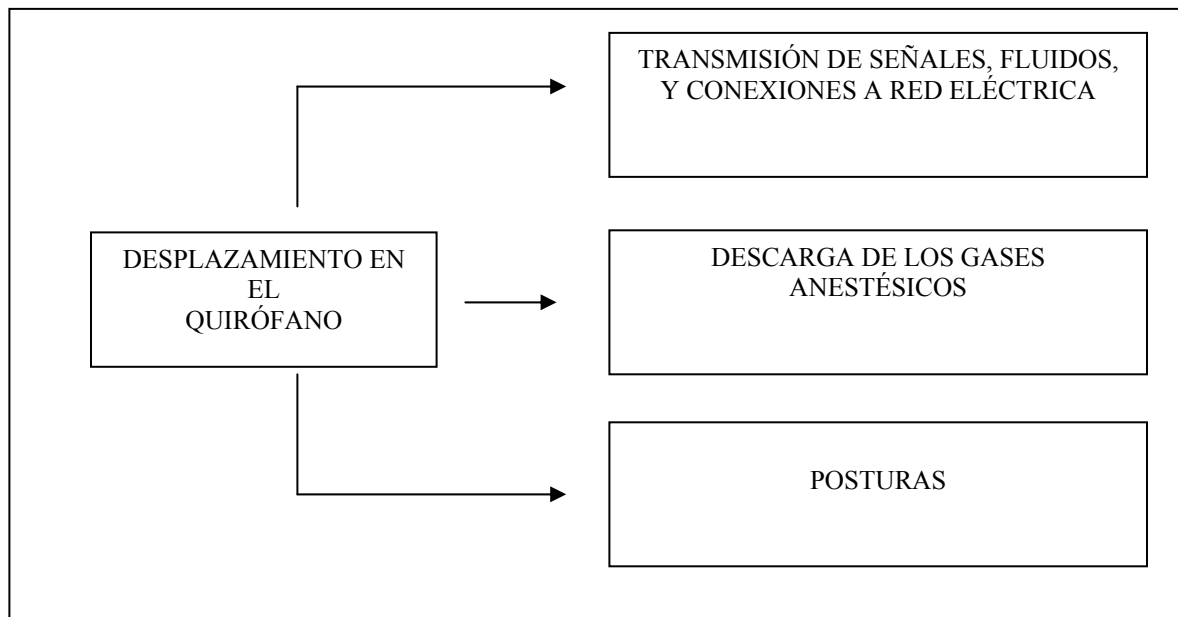 TRANSMISIÓN DE SEÑALES, FLUIDOS,
Y CONEXIONES A RED ELÉCTRICA
DESPLAZAMIENTO EN
EL
QUIRÓFANO
DESCARGA DE LOS GASES
ANESTÉSICOS
POSTURAS